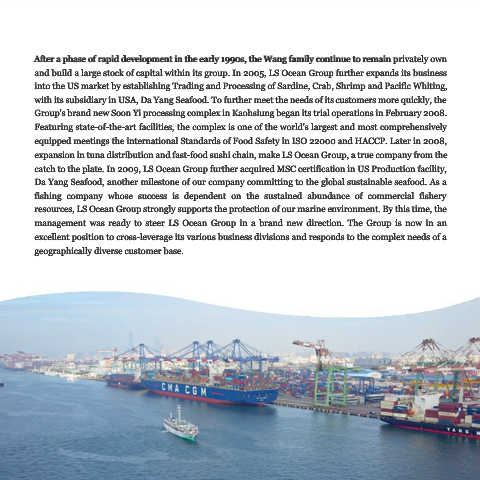 After a phase of rapid development in the early 1990s, the Wang family continue to remain privately own
and build a large stock of capital within its group. In 2005, LS Ocean Group further expands its business
into the US market by establishing Trading and Processing of Sardine, Crab, Shrimp and Pacific Whiting,
with its subsidiary in USA, Da Yang Seafood. To further meet the needs of its customers more quickly, the
Group's brand new Soon Yi processing complex in Kaohsiung began its trial operations in February 2008.
Featuring state-of-the-art facilities, the complex is one of the world's largest and most comprehensively
equipped meetings the international Standards of Food Safety in ISO 22000 and HACCP. Later in 2008,
expansion in tuna distribution and fast-food sushi chain, make LS Ocean Group, a true company from the
catch to the plate. In 2009, LS Ocean Group further acquired MSC certification in US Production facility,
Da Yang Seafood, another milestone of our company committing to the global sustainable seafood. As a
fishing company whose success is dependent on the sustained abundance of commercial fishery
resources, LS Ocean Group strongly supports the protection of our marine environment. By this time, the
management was ready to steer LS Ocean Group in a brand new direction. The Group is now in an
excellent position to cross-leverage its various business divisions and responds to the complex needs of a
geographically diverse customer base.
CMA CGM
YANG M